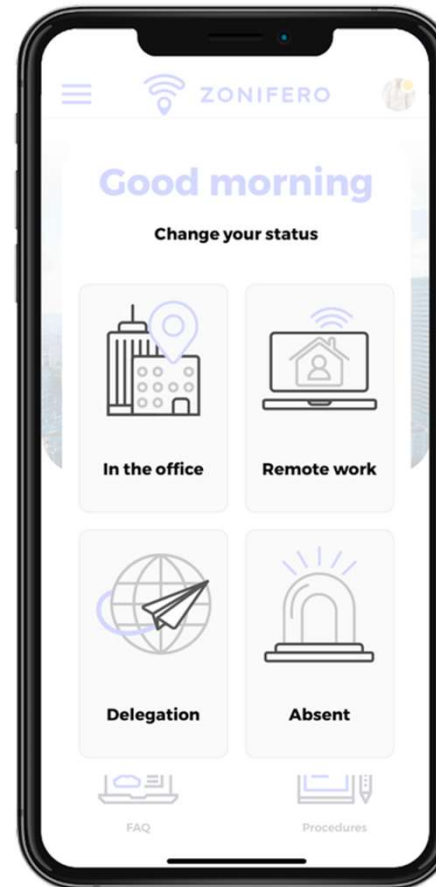 ZONIFERO
Good morning
Change your status
In the office
Remote work
Delegation
Absent
FAQ
Procedures